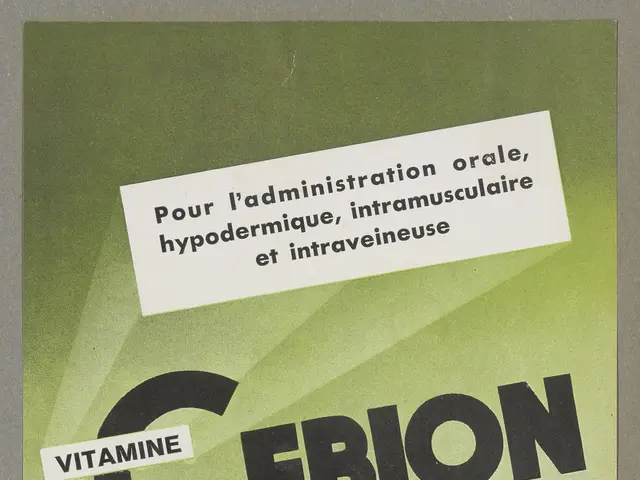 Pour l'administration orale,
hypodermique, intramusculaire
et intraveineuse
VITAMINE
CEBION